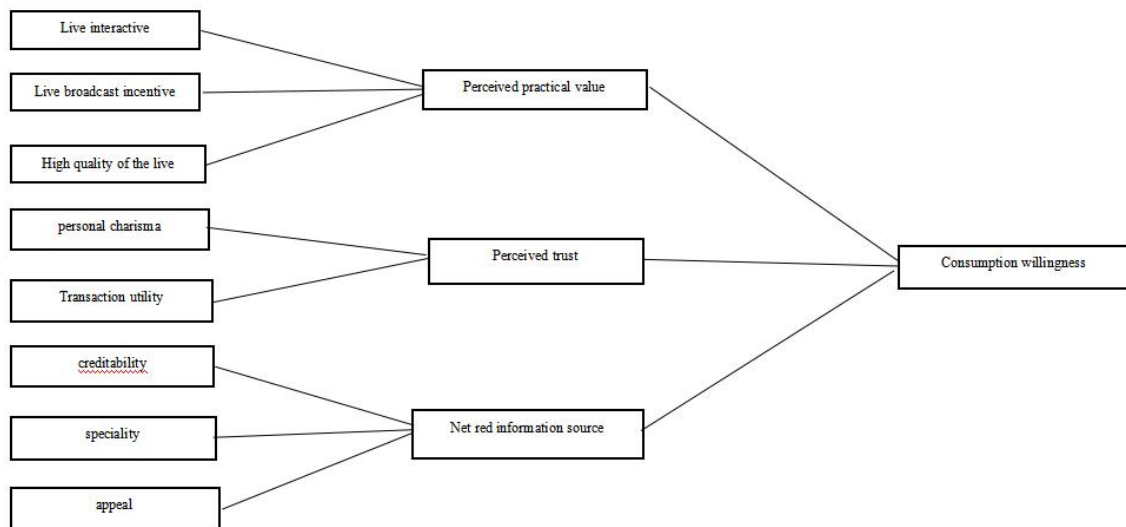 Live interactive
Live broadcast incentive
Perceived practical value
High quality of the live
personal charisma
Perceived trust
Consumption willingness
Transaction utility
creditability
speciality
Net red information source
appeal